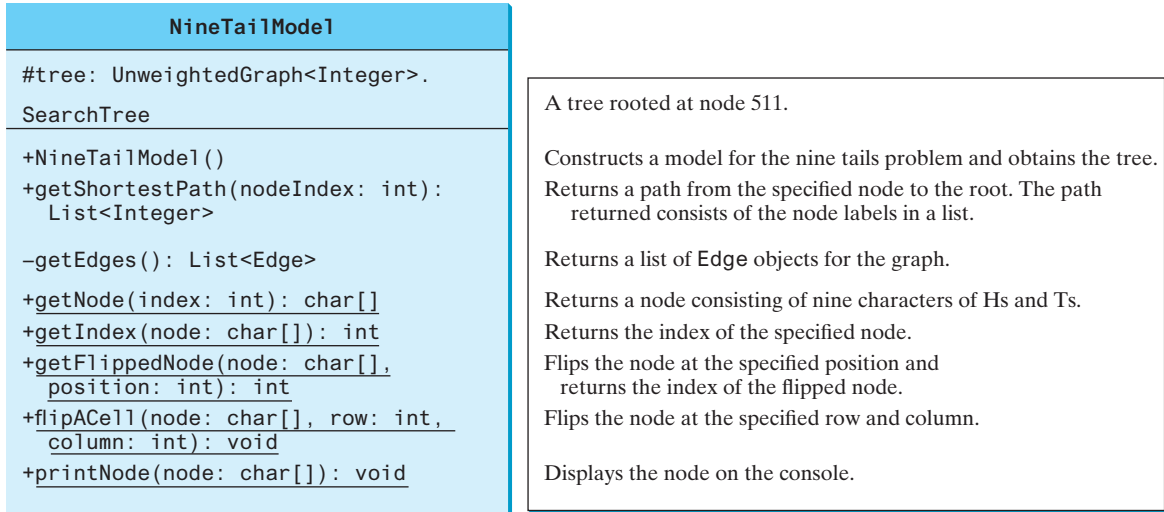 NineTailModel
#tree: UnweightedGraph<Integer>.
SearchTree
A tree rooted at node 511.
+NineTailModel()
Constructs a model for the nine tails problem and obtains the tree.
+getShortestPath(nodeIndex: int):
List<Integer>
Returns a path from the specified node to the root. The path
returned consists of the node labels in a list.
–getEdges(): List<Edge>
Returns a list of Edge objects for the graph.
+getNode(index: int): char[]
Returns a node consisting of nine characters of Hs and Ts.
+getIndex(node: char[]): int
Returns the index of the specified node.
+getFlippedNode(node: char[],
position: int): int
Flips the node at the specified position and
returns the index of the flipped node.
+flipACell(node: char[], row: int,
column: int): void
Flips the node at the specified row and column.
+printNode(node: char[]): void
Displays the node on the console.